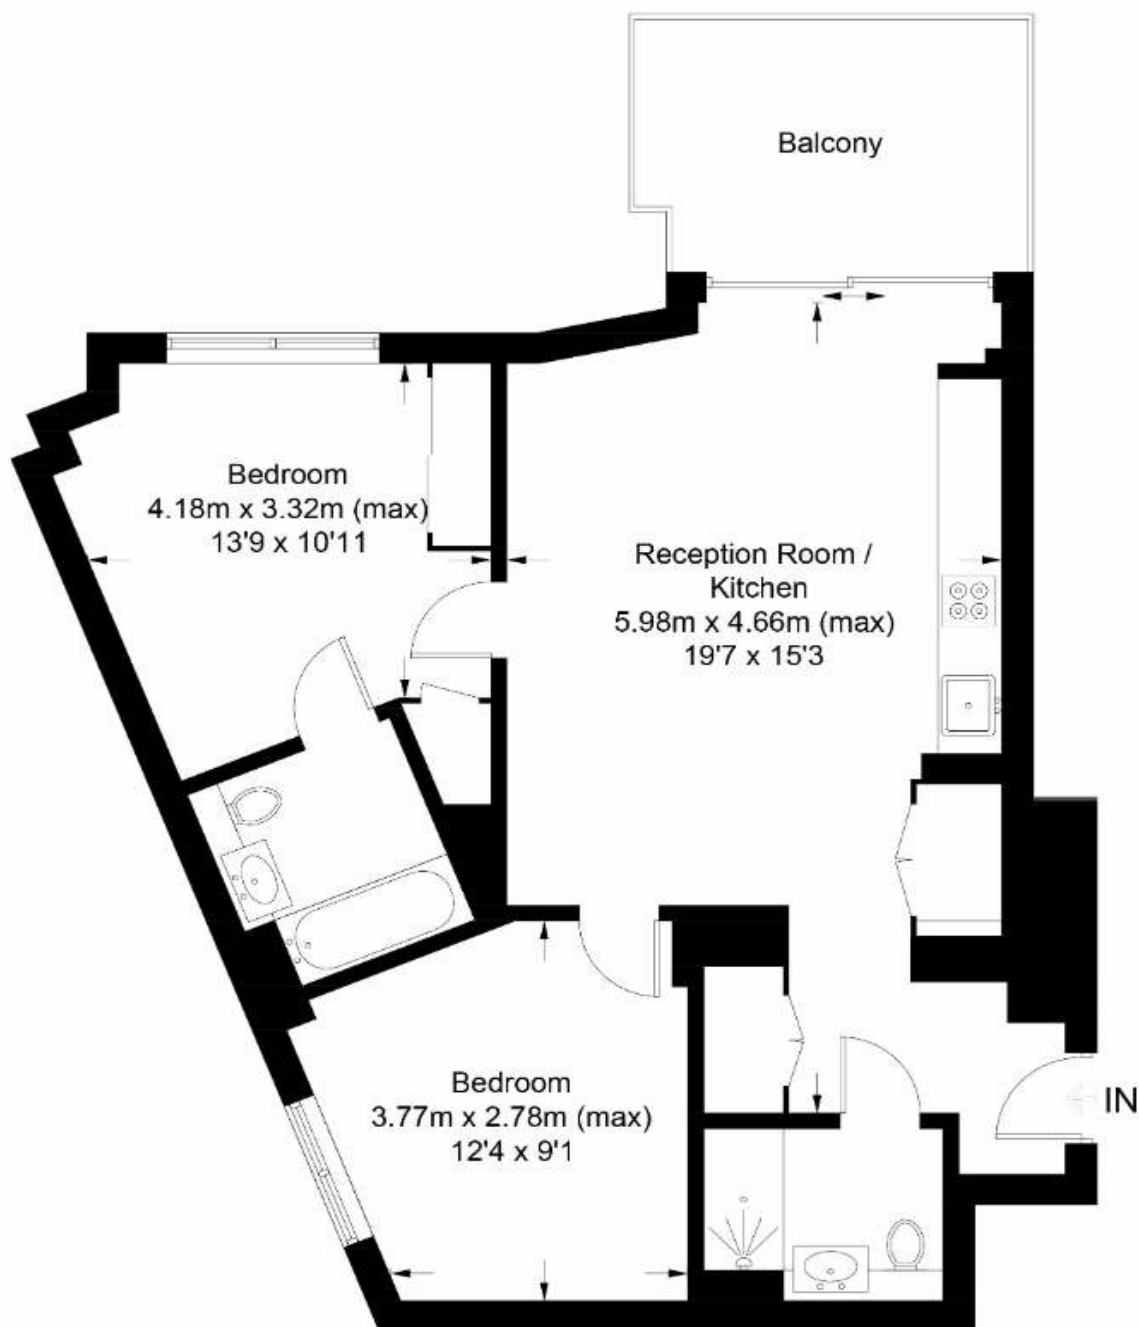 Balcony
Bedroom
4.18m x 3.32m (max)
13'9 x 10'11
Reception Room /
Kitchen
5.98m x 4.66m (max)
19'7 x 15'3
Bedroom
3.77m x 2.78m (max)
12'4 x 9'1
IN